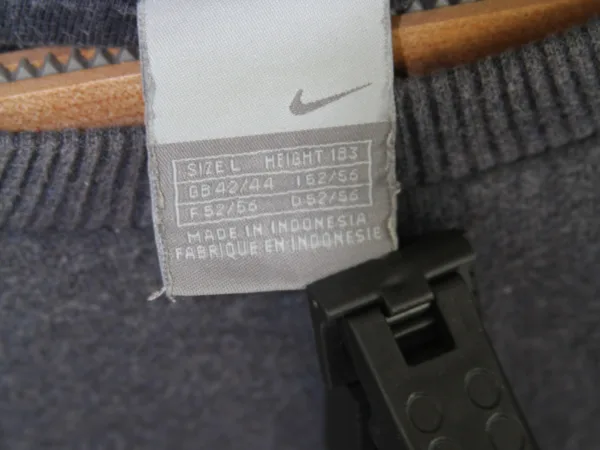 SIZE L HEIGHT 183
GB 42/44 I 52/56
F 52/56 D 52/56
MADE IN INDONESIA
FABRIQUE EN INDONESIE